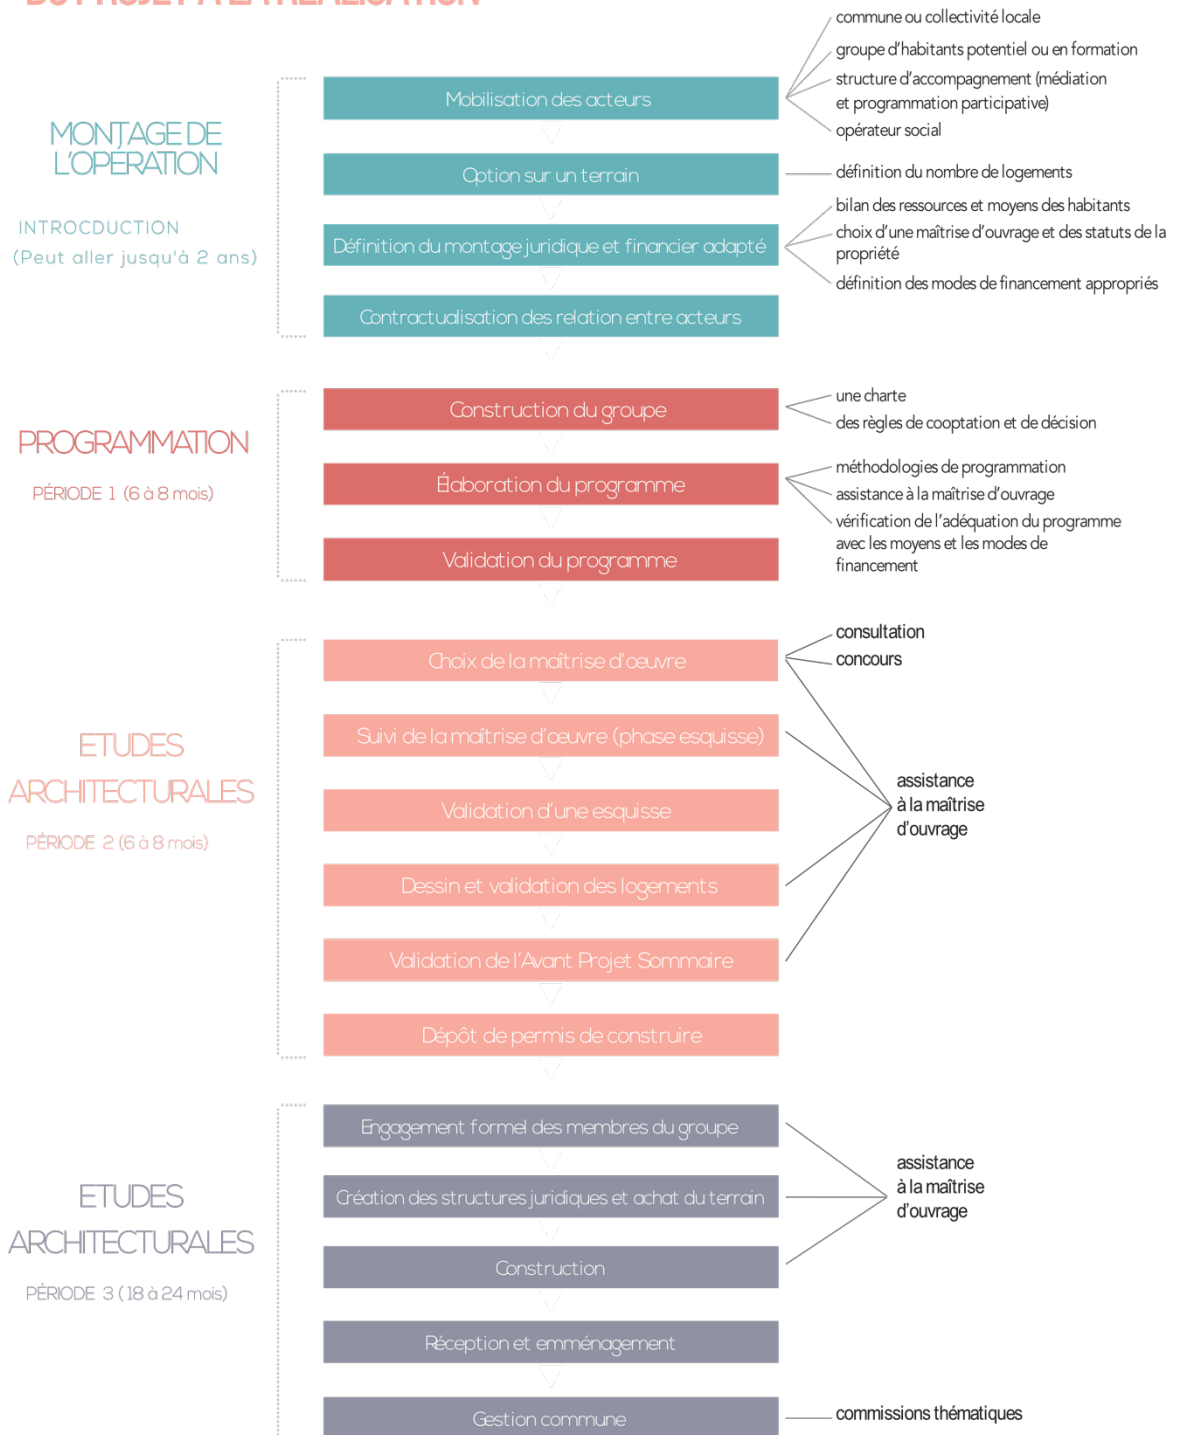 DU PROJET À LA RÉALISATION
MONTAGE DE
L'OPÉRATION
INTROCDUCTION
(Peut aller jusqu'à 2 ans)
Mobilisation des acteurs
commune ou collectivité locale
groupe d'habitants potentiel ou en formation
structure d'accompagnement (médiation
et programmation participative)
opérateur social
Option sur un terrain
définition du nombre de logements
Définition du montage juridique et financier adapté
bilan des ressources et moyens des habitants
choix d'une maîtrise d'ouvrage et des statuts de la
propriété
définition des modes de financement appropriés
Contractualisation des relation entre acteurs
PROGRAMMATION
PÉRIODE 1 (6 à 8 mois)
Construction du groupe
une charte
des règles de cooptation et de décision
Élaboration du programme
méthodologies de programmation
assistance à la maîtrise d'ouvrage
vérification de l'adéquation du programme
avec les moyens et les modes de
financement
Validation du programme
ETUDES
ARCHITECTURALES
PÉRIODE 2 (6 à 8 mois)
Choix de la maîtrise d'œuvre
consultation
concours
Suivi de la maîtrise d'œuvre (phase esquisse)
Validation d'une esquisse
Dessin et validation des logements
Validation de l'Avant Projet Sommaire
Dépôt de permis de construire
assistance
à la maîtrise
d'ouvrage
ETUDES
ARCHITECTURALES
PÉRIODE 3 (18 à 24 mois)
Engagement formel des membres du groupe
Création des structures juridiques et achat du terrain
Construction
assistance
à la maîtrise
d'ouvrage
Réception et emménagement
Gestion commune
commissions thématiques